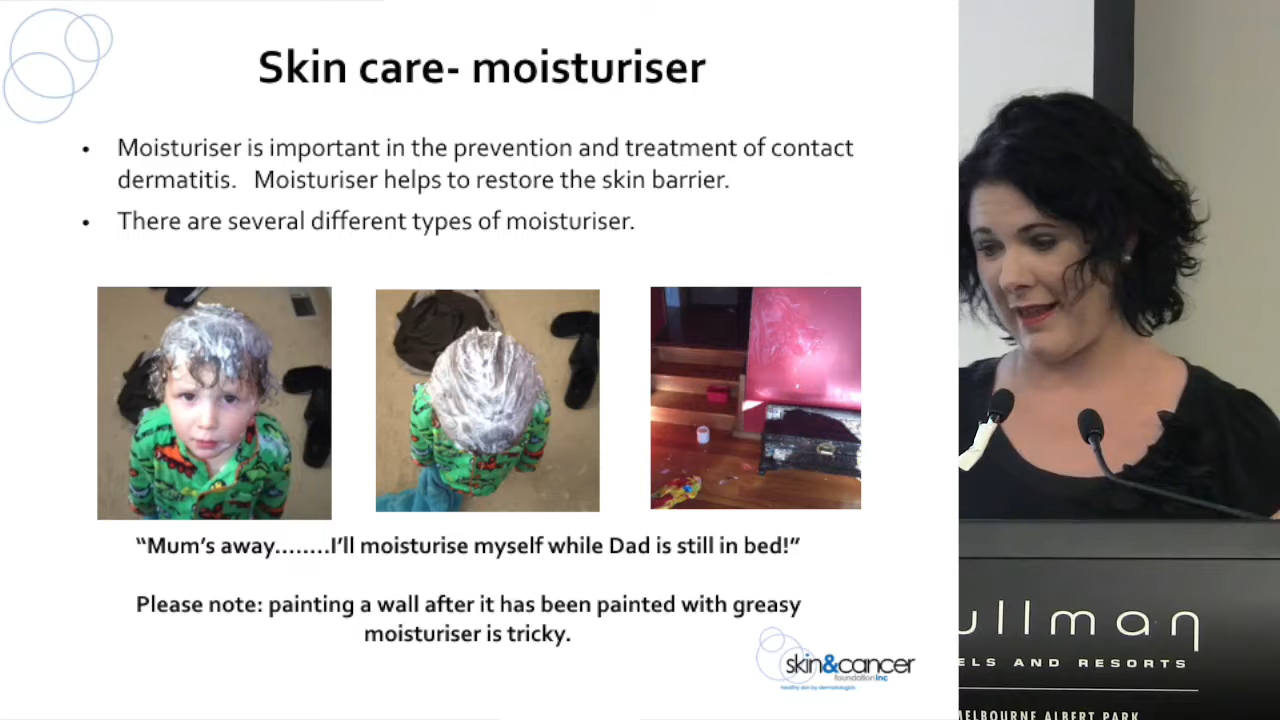 Skin care- moisturiser
• Moisturiser is important in the prevention and treatment of contact
dermatitis. Moisturiser helps to restore the skin barrier.
• There are several different types of moisturiser.
“Mum’s away........I’ll moisturise myself while Dad is still in bed!”
Please note: painting a wall after it has been painted with greasy
moisturiser is tricky.
skin&cancer
foundation inc
healthy skin by dermatologists
ullman
ELS AND RESORTS
MELBOURNE ALBERT PARK